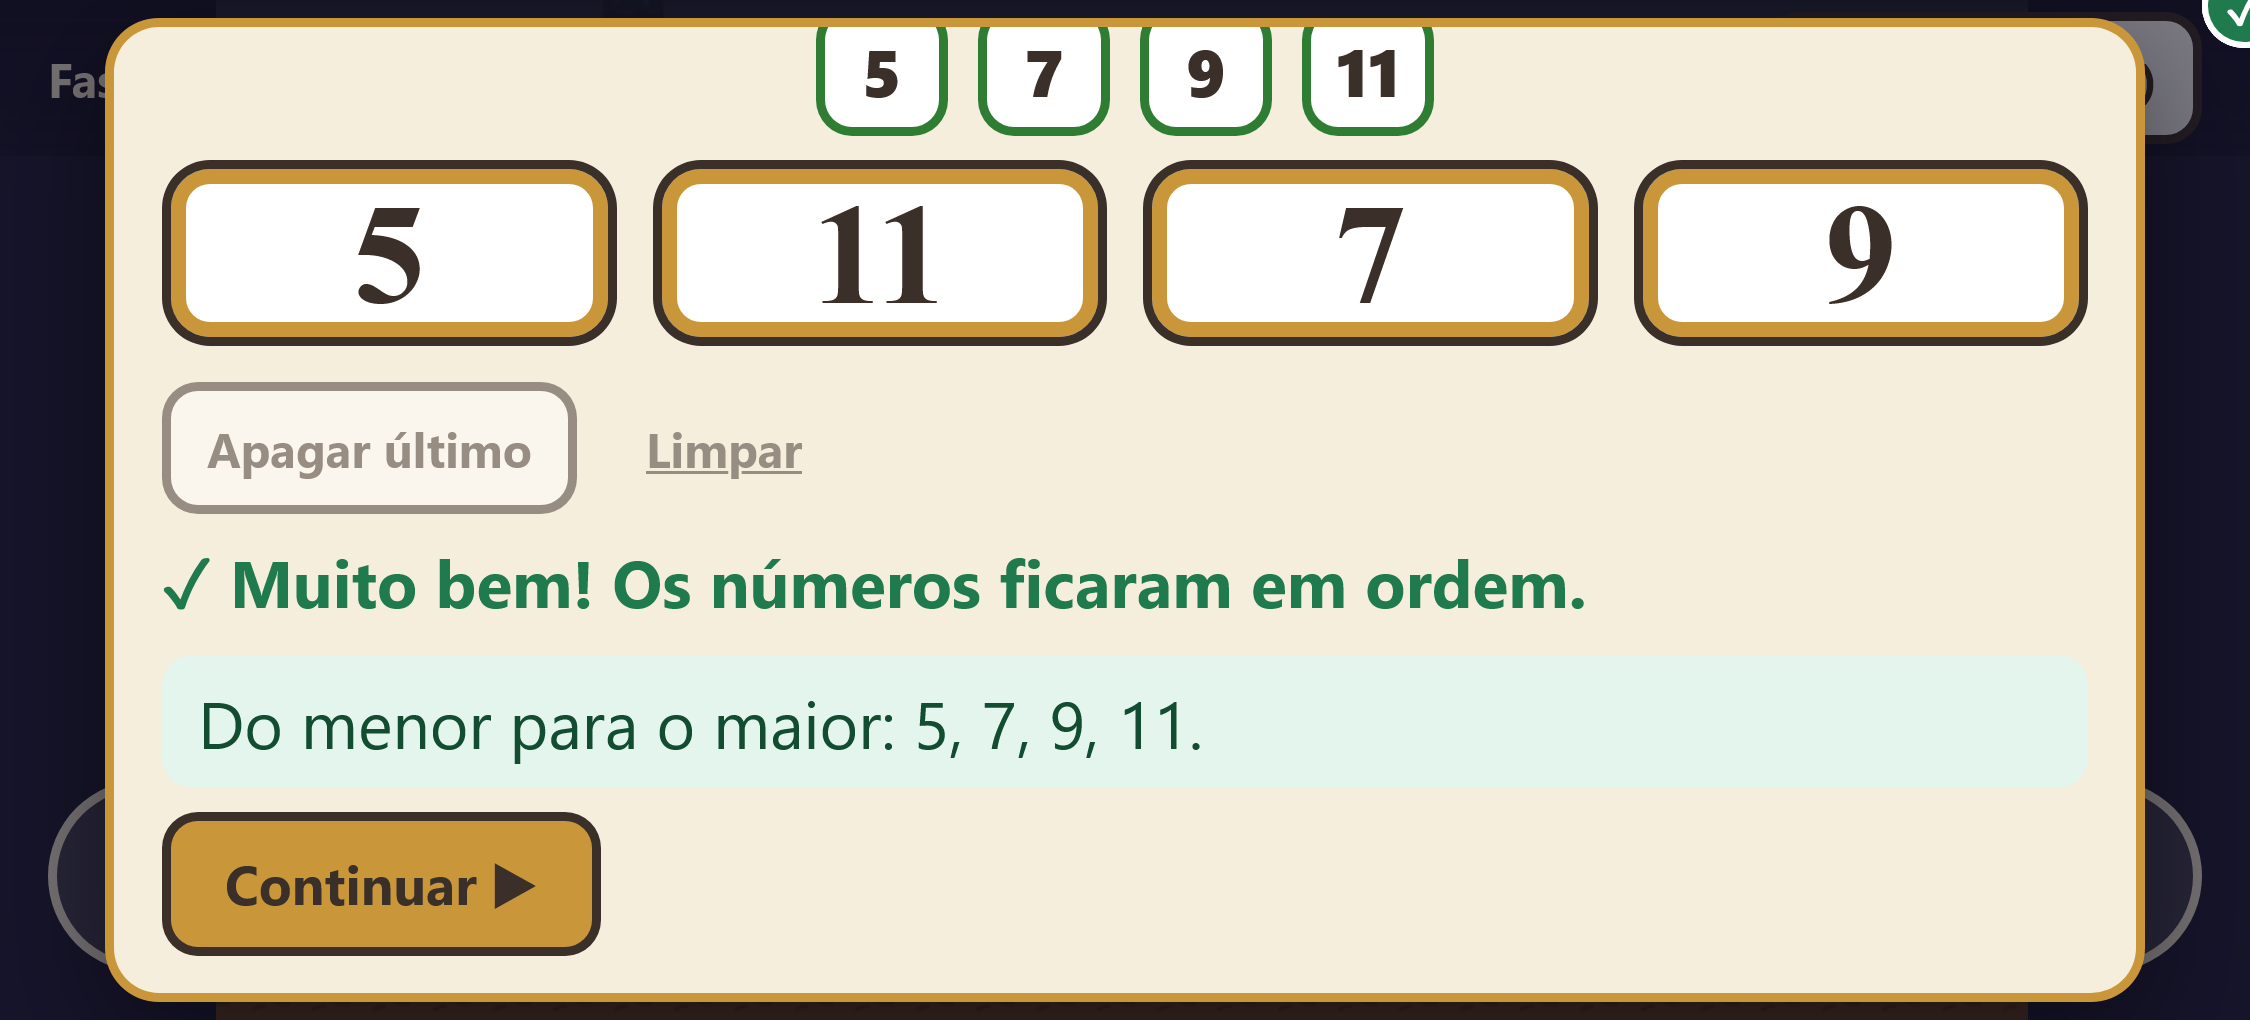 Fas
5 7 9 11
5 11 7 9
Apagar último Limpar
✓ Muito bem! Os números ficaram em ordem.
Do menor para o maior: 5, 7, 9, 11.
Continuar ▶